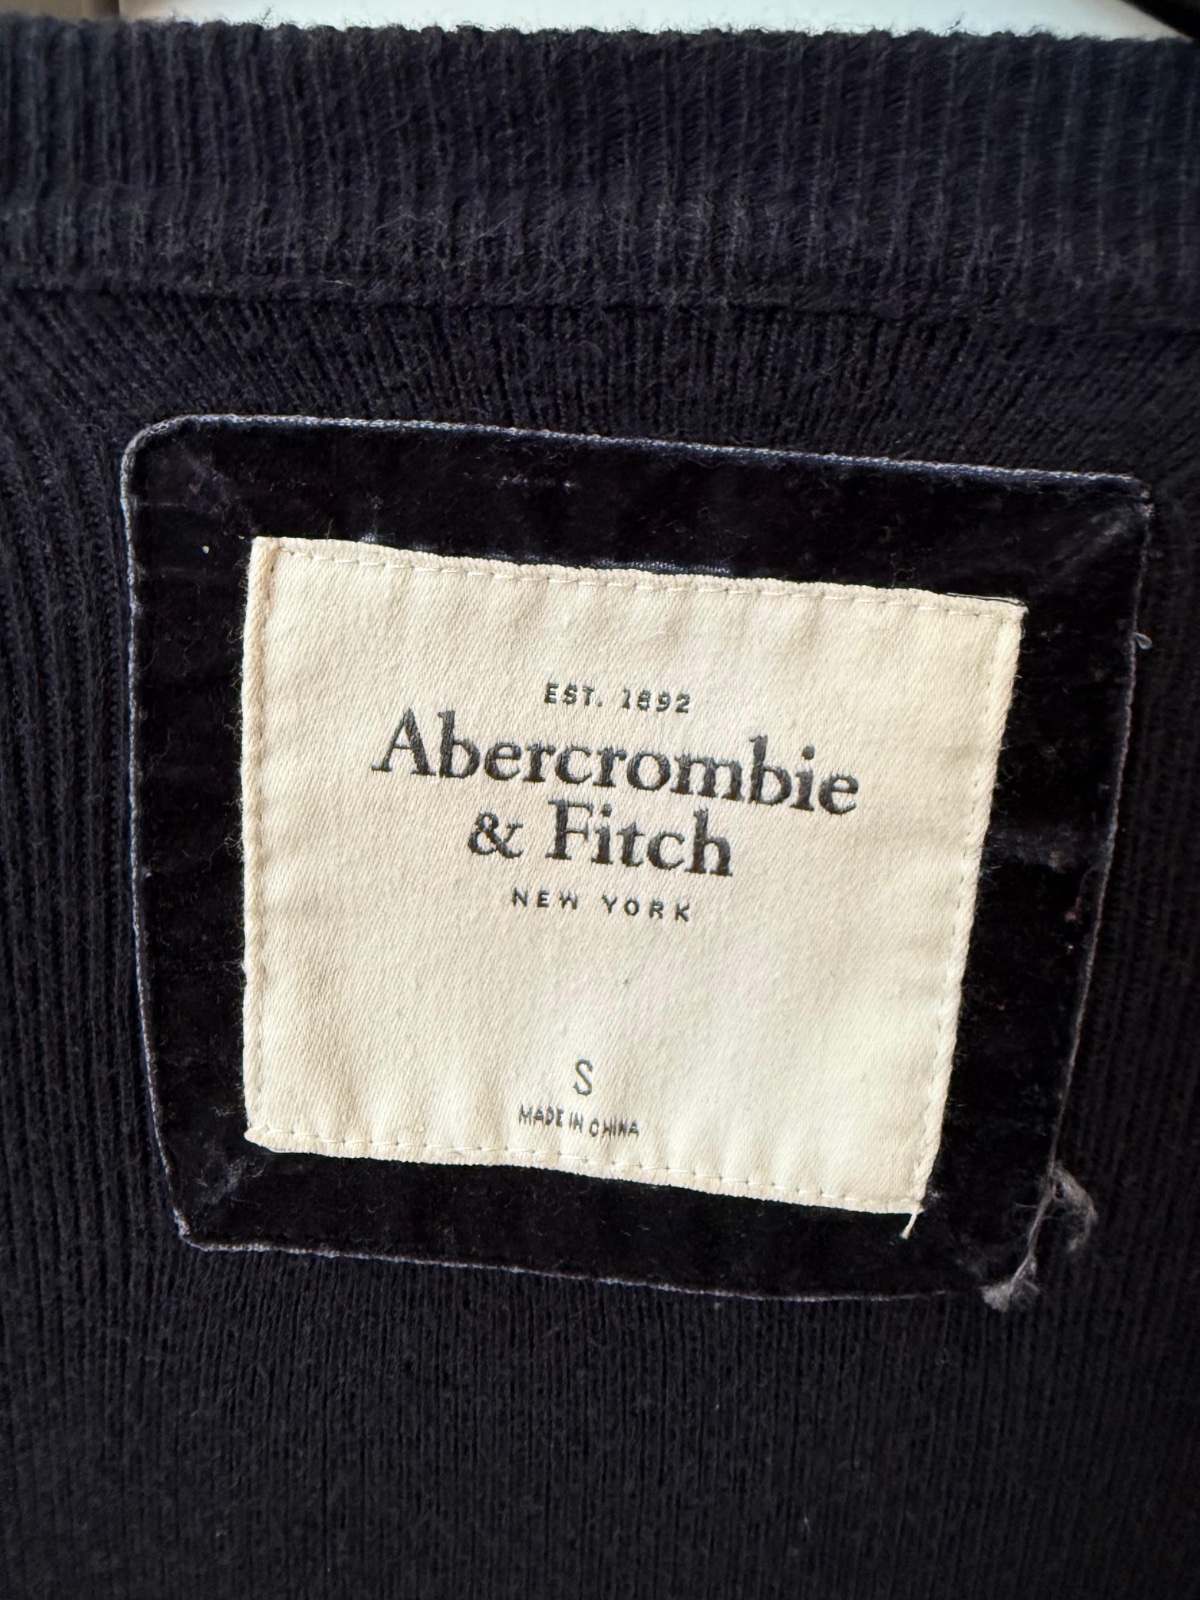 EST. 1892
Abercrombie
& Fitch
NEW YORK
S
MADE IN CHINA